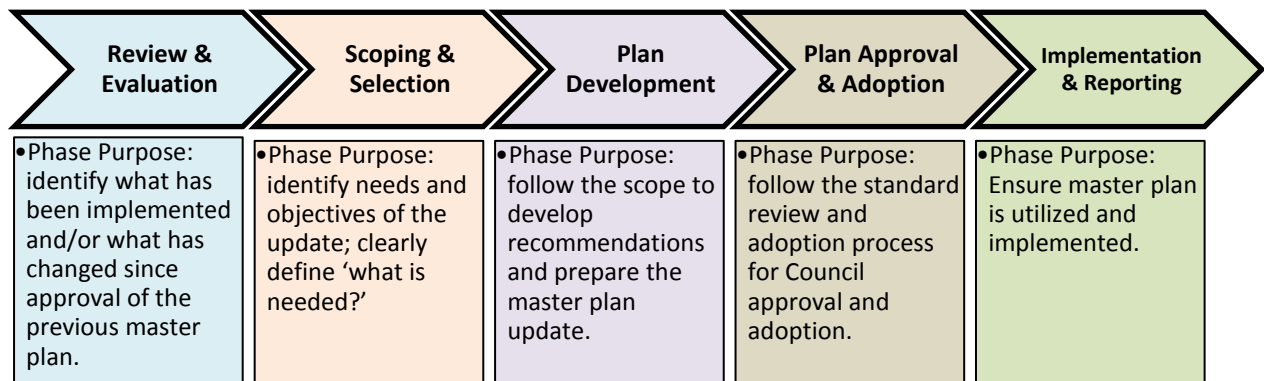 Review &
Evaluation
Scoping &
Selection
Plan
Development
Plan Approval
& Adoption
Implementation
& Reporting
•Phase Purpose:
identify what has
been implemented
and/or what has
changed since
approval of the
previous master
plan.
•Phase Purpose:
identify needs and
objectives of the
update; clearly
define ‘what is
needed?’
•Phase Purpose:
follow the scope to
develop
recommendations
and prepare the
master plan
update.
•Phase Purpose:
follow the standard
review and
adoption process
for Council
approval and
adoption.
•Phase Purpose:
Ensure master plan
is utilized and
implemented.